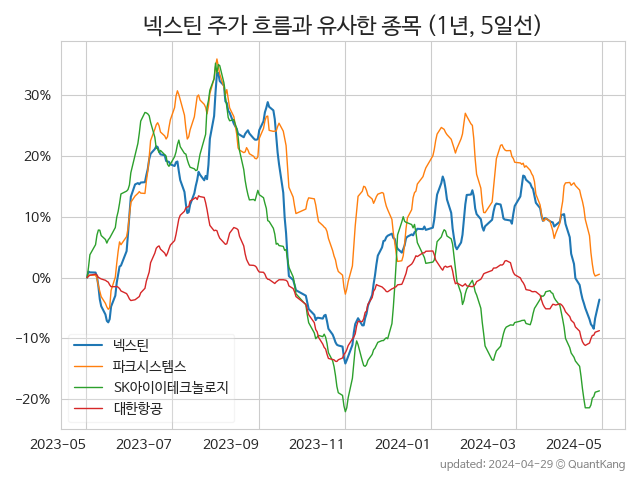 넥스틴 주가 흐름과 유사한 종목 (1년, 5일선)
30%
20%
10%
0%
−10%
−20%
넥스틴
파크시스템스
SK아이이테크놀로지
대한항공
2023-05 2023-07 2023-09 2023-11 2024-01 2024-03 2024-05
updated: 2024-04-29 © QuantKang